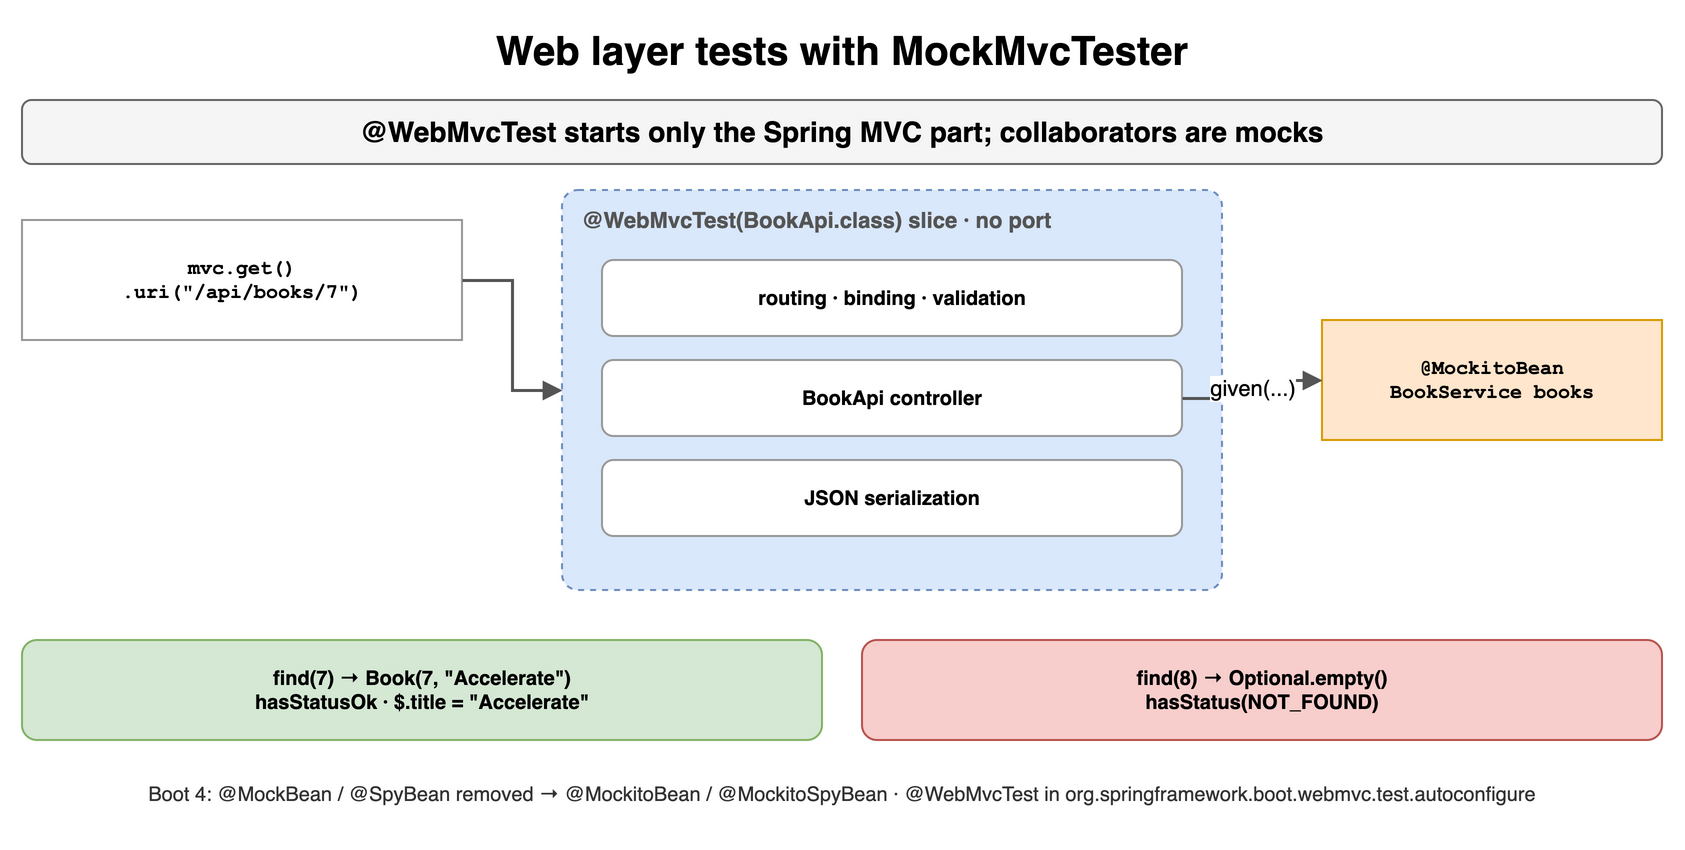 Web layer tests with MockMvcTester
@WebMvcTest starts only the Spring MVC part; collaborators are mocks
mvc.get()
.uri("/api/books/7")
@WebMvcTest(BookApi.class) slice · no port
routing · binding · validation
BookApi controller
JSON serialization
given(...)
@MockitoBean
BookService books
find(7) → Book(7, "Accelerate")
hasStatusOk · $.title = "Accelerate"
find(8) → Optional.empty()
hasStatus(NOT_FOUND)
Boot 4: @MockBean / @SpyBean removed → @MockitoBean / @MockitoSpyBean · @WebMvcTest in org.springframework.boot.webmvc.test.autoconfigure